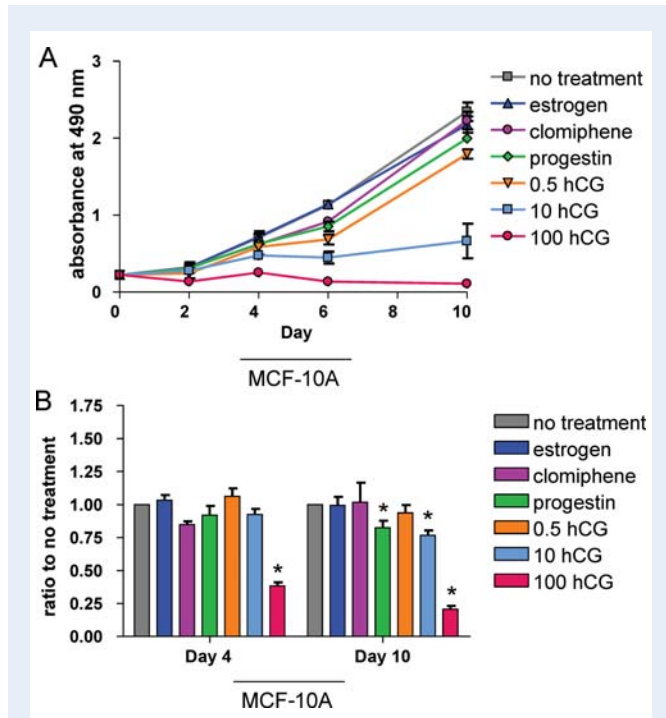 A
absorbance at 490 nm
3
2
1
0
0 2 4 6 8 10
Day
MCF-10A
no treatment
estrogen
clomiphene
progestin
0.5 hCG
10 hCG
100 hCG
B
ratio to no treatment
1.75
1.50
1.25
1.00
0.75
0.50
0.25
0.00
*
*
*
*
Day 4 Day 10
MCF-10A
no treatment
estrogen
clomiphene
progestin
0.5 hCG
10 hCG
100 hCG